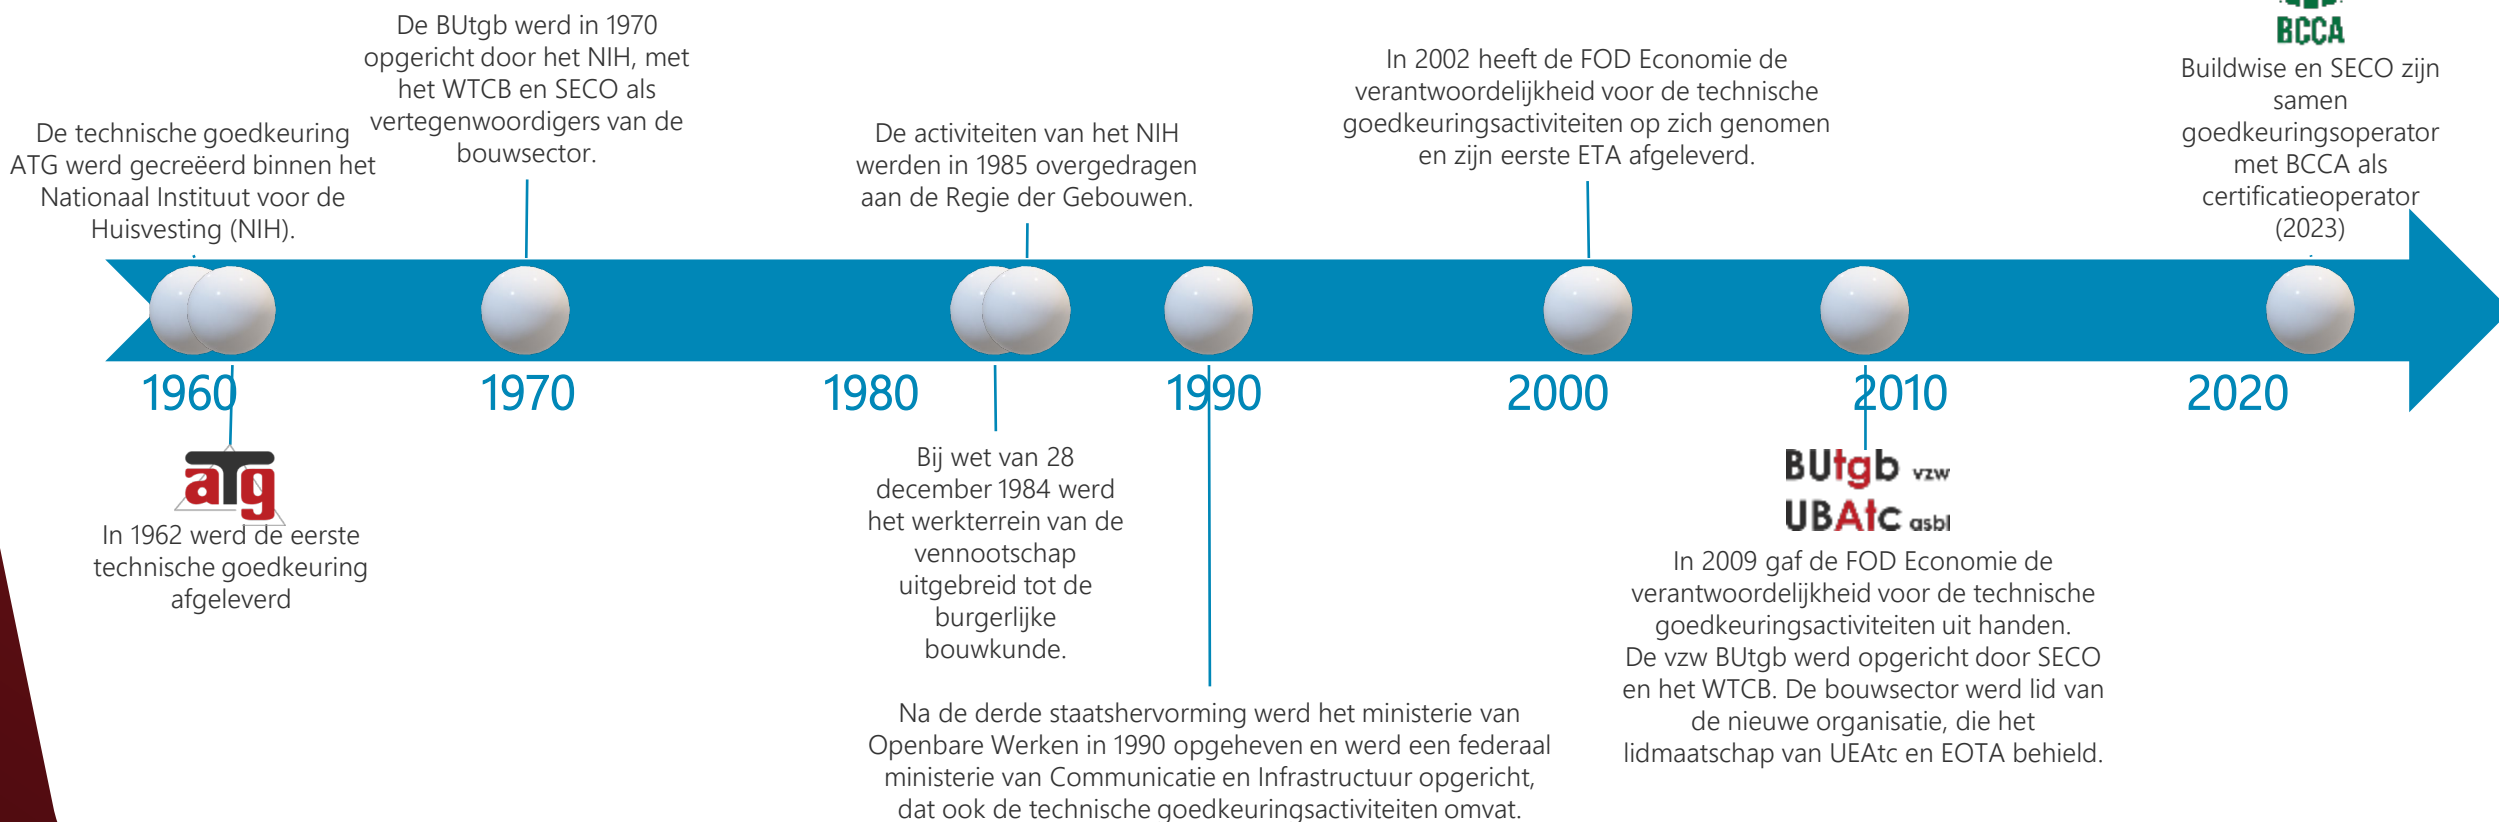 De technische goedkeuring
ATG werd gecreëerd binnen het
Nationaal Instituut voor de
Huisvesting (NIH).
De BUtgb werd in 1970
opgericht door het NIH, met
het WTCB en SECO als
vertegenwoordigers van de
bouwsector.
De activiteiten van het NIH
werden in 1985 overgedragen
aan de Regie der Gebouwen.
In 2002 heeft de FOD Economie de
verantwoordelijkheid voor de technische
goedkeuringsactiviteiten op zich genomen
en zijn eerste ETA afgeleverd.
BCCA
Buildwise en SECO zijn
samen
goedkeuringsoperator
met BCCA als
certificatieoperator
(2023)
1960
1970
1980
1990
2000
2010
2020
aTg
In 1962 werd de eerste
technische goedkeuring
afgeleverd
Bij wet van 28
december 1984 werd
het werkterrein van de
vennootschap
uitgebreid tot de
burgerlijke
bouwkunde.
Na de derde staatshervorming werd het ministerie van
Openbare Werken in 1990 opgeheven en werd een federaal
ministerie van Communicatie en Infrastructuur opgericht,
dat ook de technische goedkeuringsactiviteiten omvat.
BUtgb vzw
UBAtc asbl
In 2009 gaf de FOD Economie de
verantwoordelijkheid voor de technische
goedkeuringsactiviteiten uit handen.
De vzw BUtgb werd opgericht door SECO
en het WTCB. De bouwsector werd lid van
de nieuwe organisatie, die het
lidmaatschap van UEAtc en EOTA behield.